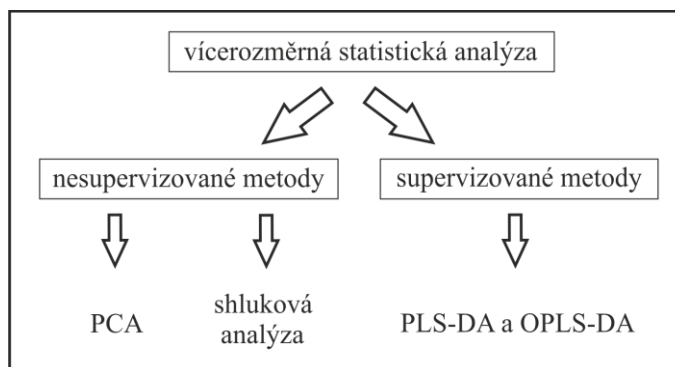 vícerozměrná statistická analýza
nesupervizované metody
supervizované metody
PCA
shluková
analýza
PLS-DA a OPLS-DA